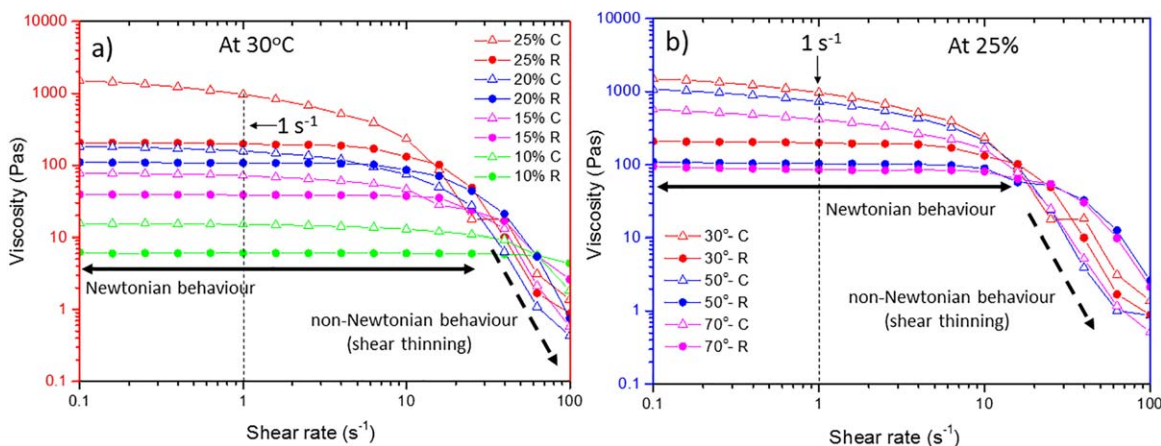 a)
At 30°C
10000
1000
100
10
1
0.1
Viscosity (Pas)
25% C
25% R
20% C
20% R
15% C
15% R
10% C
10% R
1 s-1
Newtonian behaviour
non-Newtonian behaviour
(shear thinning)
0.1
1
10
100
Shear rate (s-1)
b)
1 s-1
At 25%
10000
1000
100
10
1
0.1
Viscosity (Pas)
Newtonian behaviour
30°- C
30°- R
50°- C
50°- R
70°- C
70°- R
non-Newtonian behaviour
(shear thinning)
0.1
1
10
100
Shear rate (s-1)